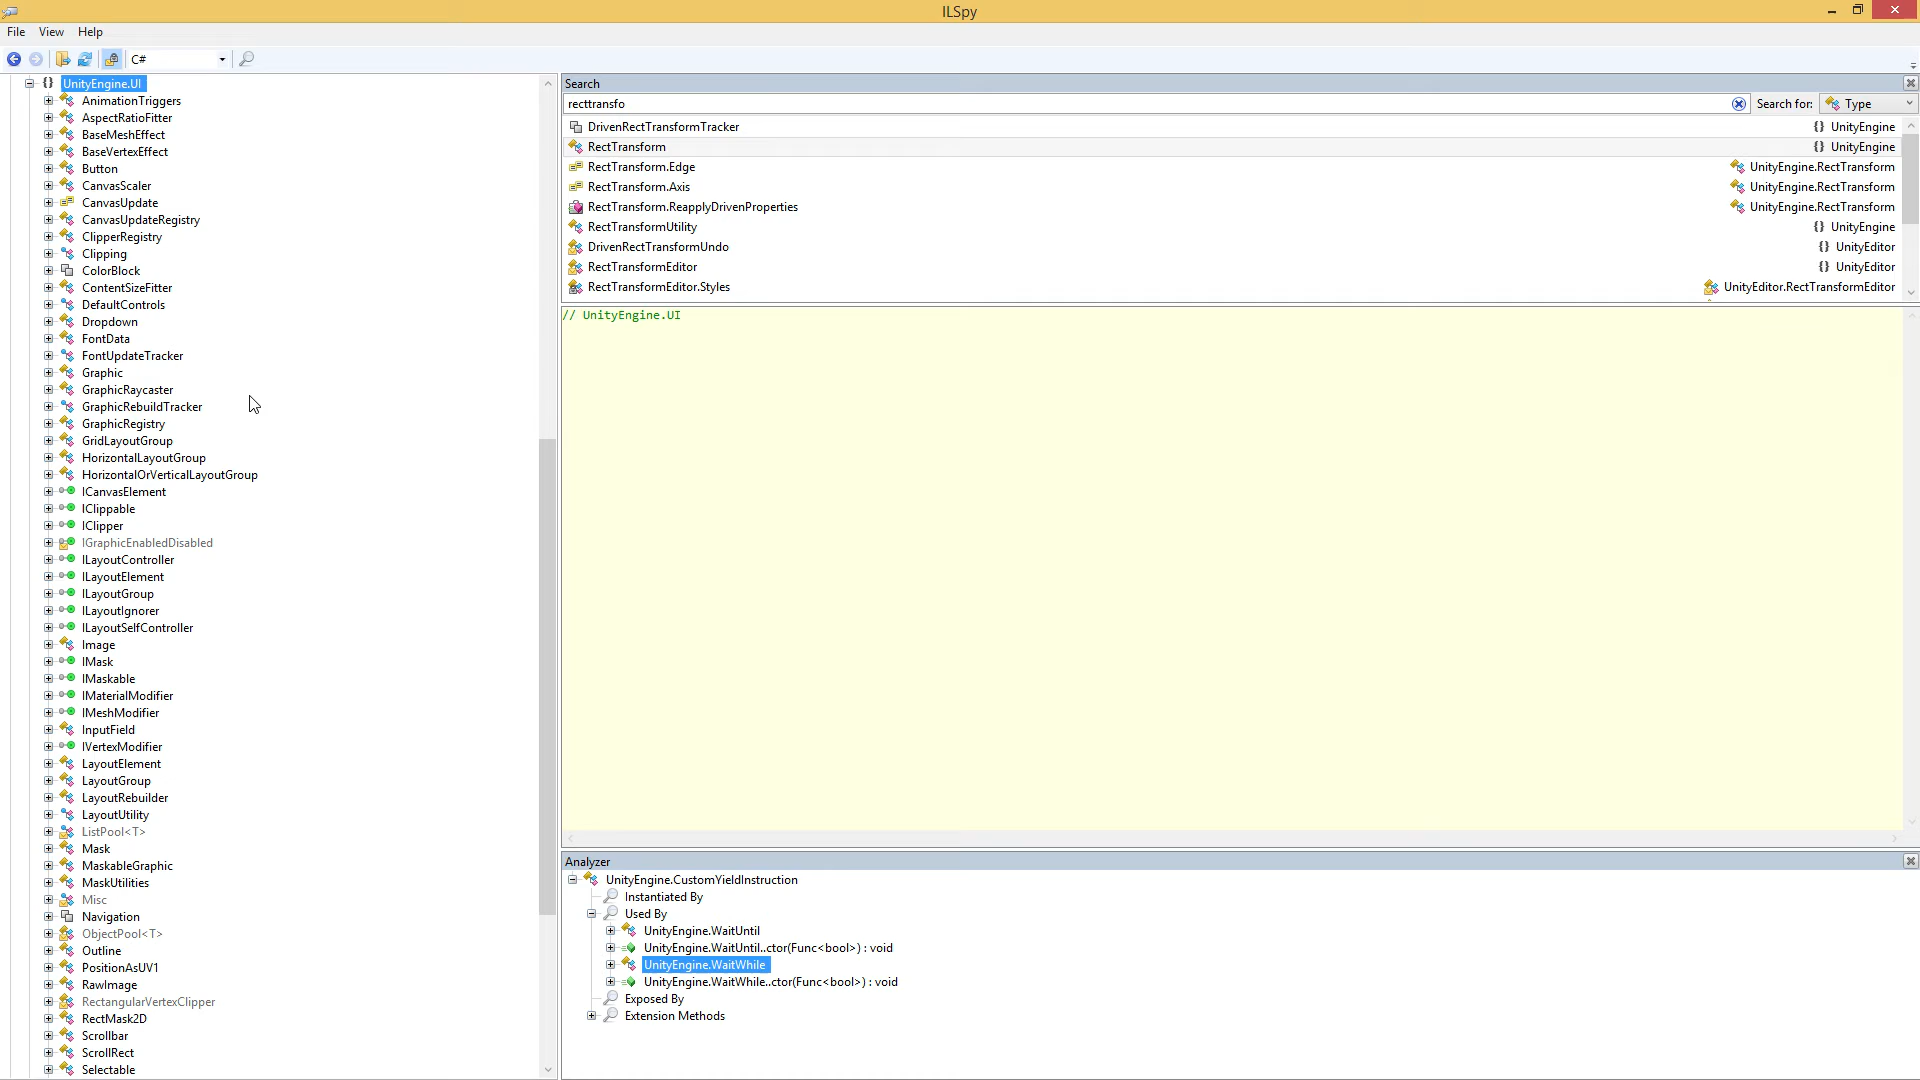 ILSpy
File View Help
C#
UnityEngine.UI
AnimationTriggers
AspectRatioFitter
BaseMeshEffect
BaseVertexEffect
Button
CanvasScaler
CanvasUpdate
CanvasUpdateRegistry
ClipperRegistry
Clipping
ColorBlock
ContentSizeFitter
DefaultControls
Dropdown
FontData
FontUpdateTracker
Graphic
GraphicRaycaster
GraphicRebuildTracker
GraphicRegistry
GridLayoutGroup
HorizontalLayoutGroup
HorizontalOrVerticalLayoutGroup
ICanvasElement
IClippable
IClipper
IGraphicEnabledDisabled
ILayoutController
ILayoutElement
ILayoutGroup
ILayoutIgnorer
ILayoutSelfController
Image
IMask
IMaskable
IMaterialModifier
IMeshModifier
InputField
IVertexModifier
LayoutElement
LayoutGroup
LayoutRebuilder
LayoutUtility
ListPool<T>
Mask
MaskableGraphic
MaskUtilities
Misc
Navigation
ObjectPool<T>
Outline
PositionAsUV1
RawImage
RectangularVertexClipper
RectMask2D
Scrollbar
ScrollRect
Selectable
Search
recttransfo
Search for: Type
DrivenRectTransformTracker {} UnityEngine
RectTransform {} UnityEngine
RectTransform.Edge UnityEngine.RectTransform
RectTransform.Axis UnityEngine.RectTransform
RectTransform.ReapplyDrivenProperties UnityEngine.RectTransform
RectTransformUtility {} UnityEngine
DrivenRectTransformUndo {} UnityEditor
RectTransformEditor {} UnityEditor
RectTransformEditor.Styles UnityEditor.RectTransformEditor
// UnityEngine.UI
Analyzer
UnityEngine.CustomYieldInstruction
Instantiated By
Used By
UnityEngine.WaitUntil
UnityEngine.WaitUntil..ctor(Func<bool>) : void
UnityEngine.WaitWhile
UnityEngine.WaitWhile..ctor(Func<bool>) : void
Exposed By
Extension Methods